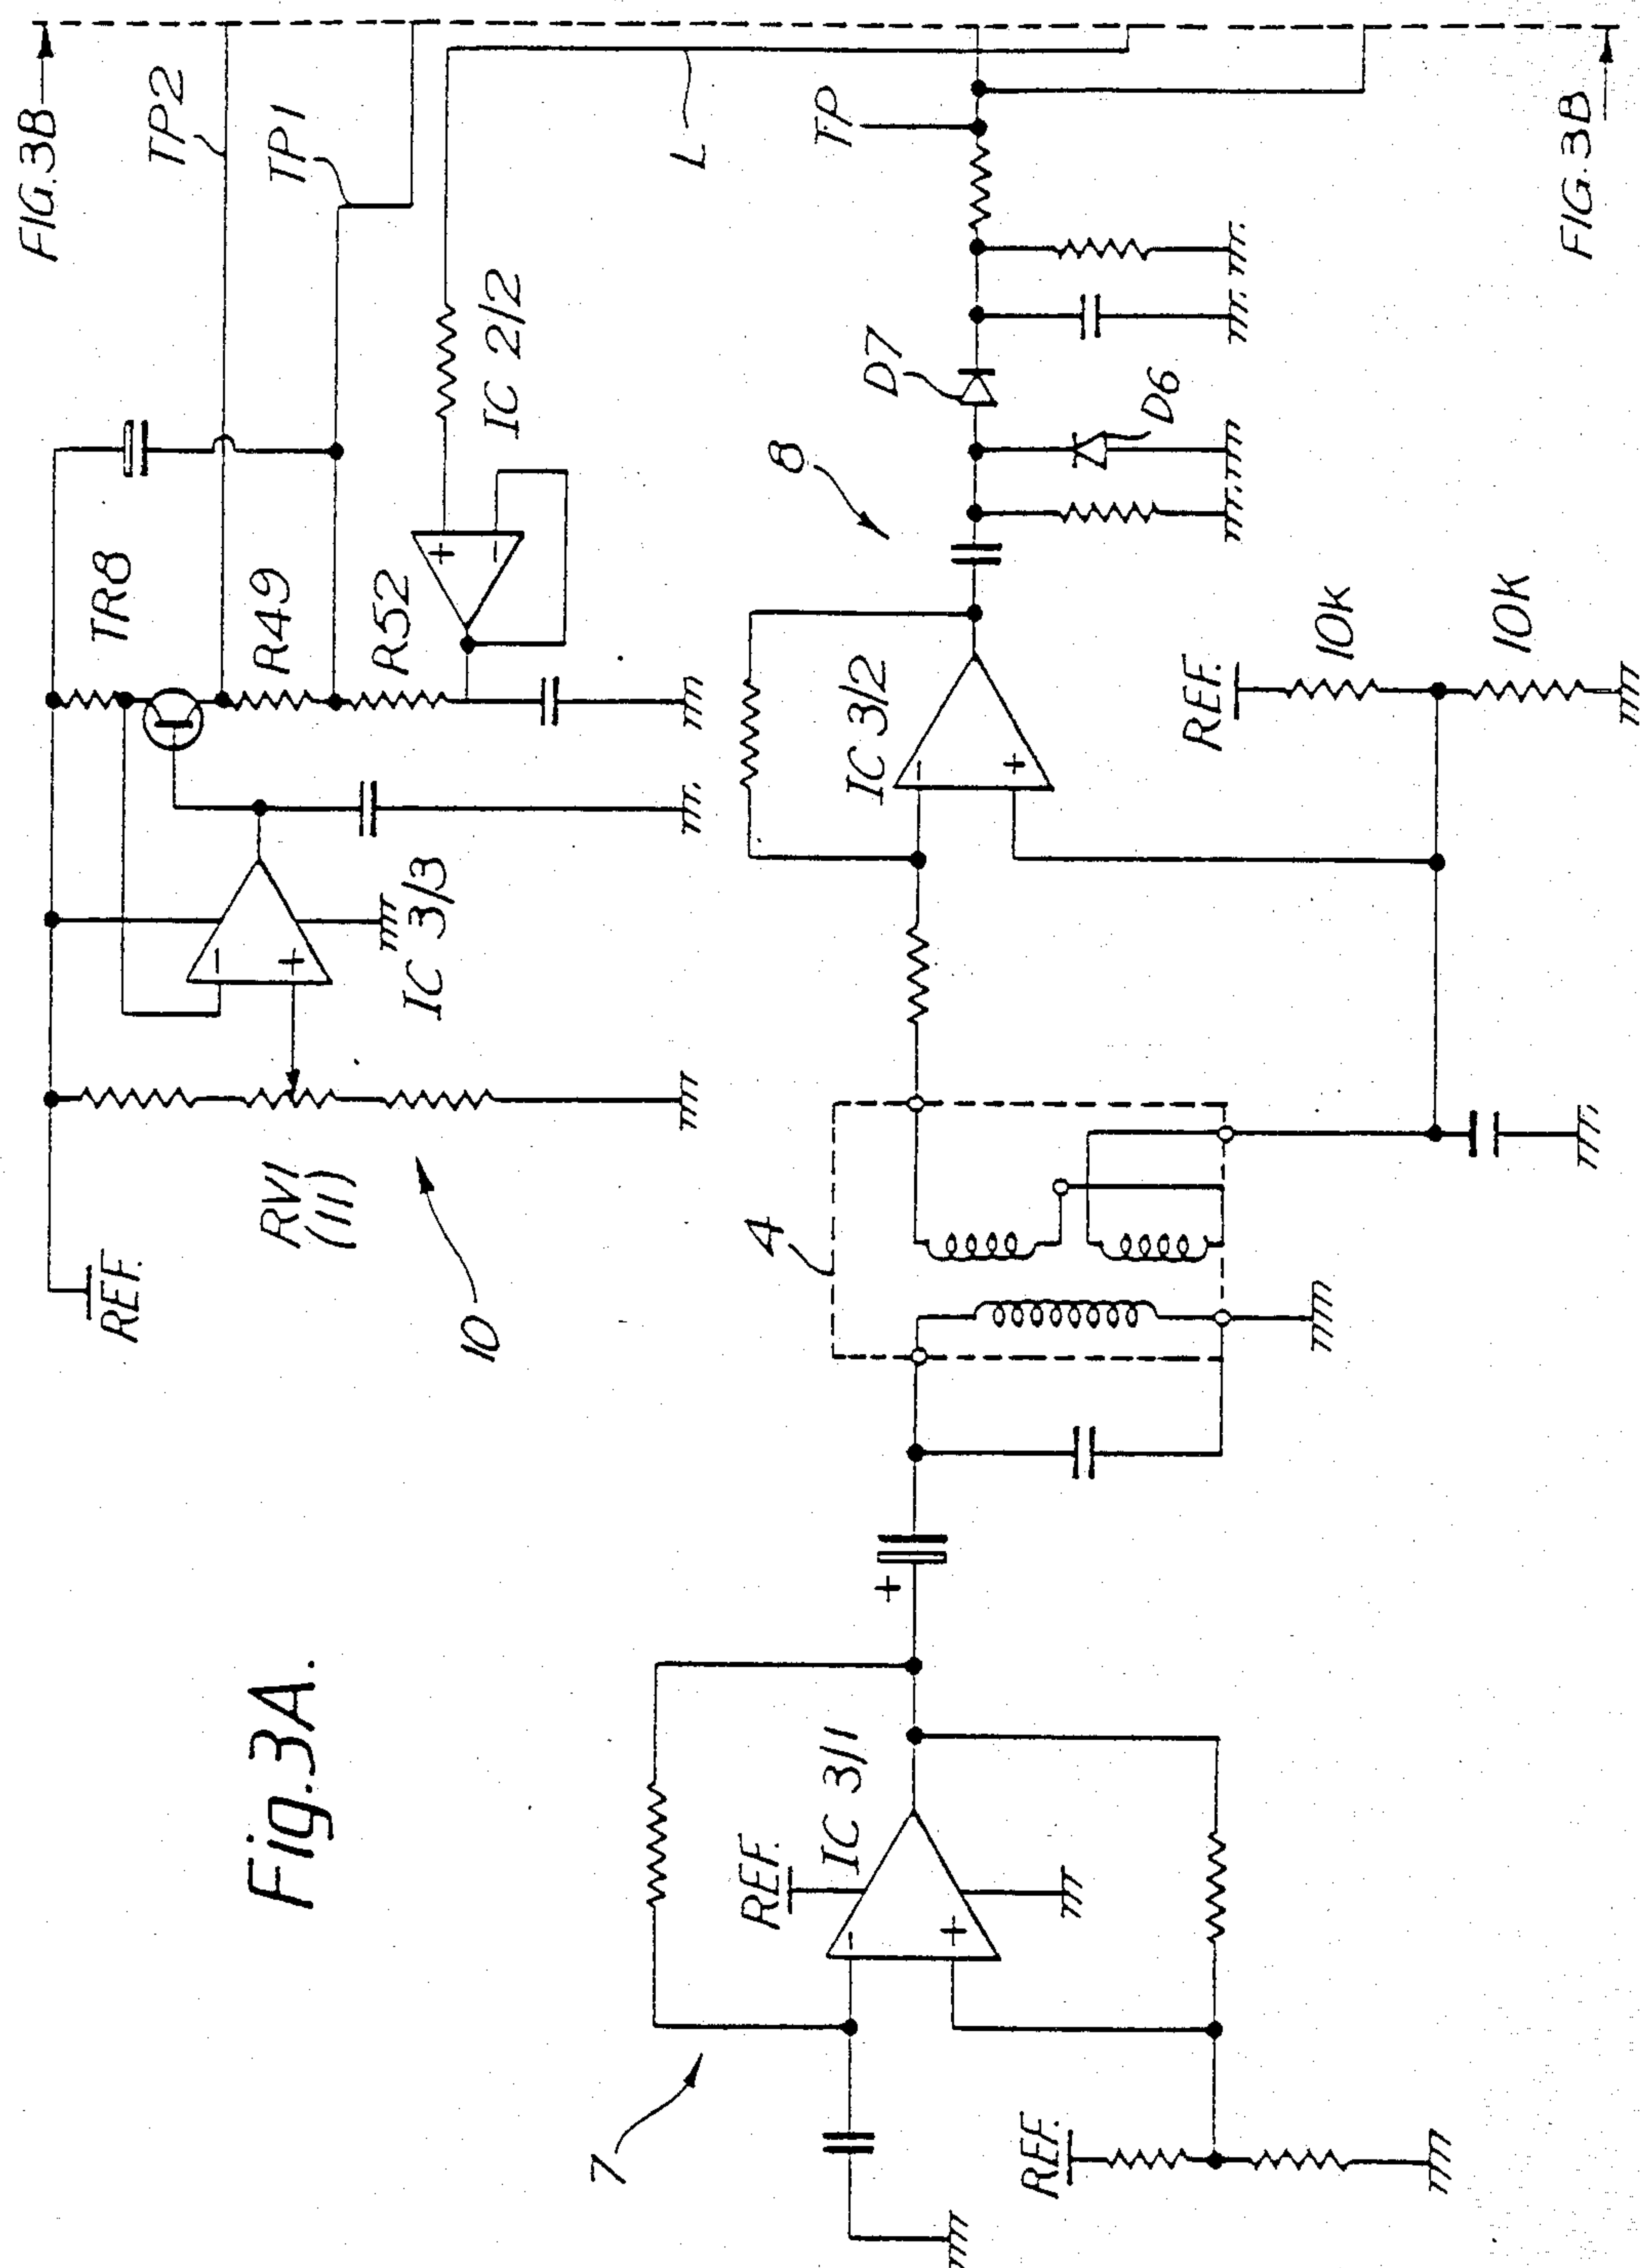 Fig.3A.
FIG.3B
TP2
TP1
TR8
R49
R52
IC 2/2
L
REF.
RV1
(11)
IC 3/3
10
TP
D7
D6
8
IC 3/2
REF.
10K
10K
4
7
REF.
IC 3/1
REF.
FIG.3B
+
-
+
-
+
-
+
-
+